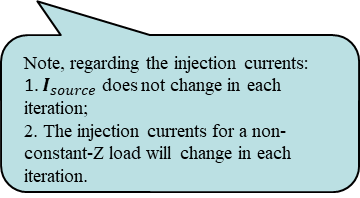 Note, regarding the injection currents:
1. I_source does not change in each
iteration;
2. The injection currents for a non-
constant-Z load will change in each
iteration.